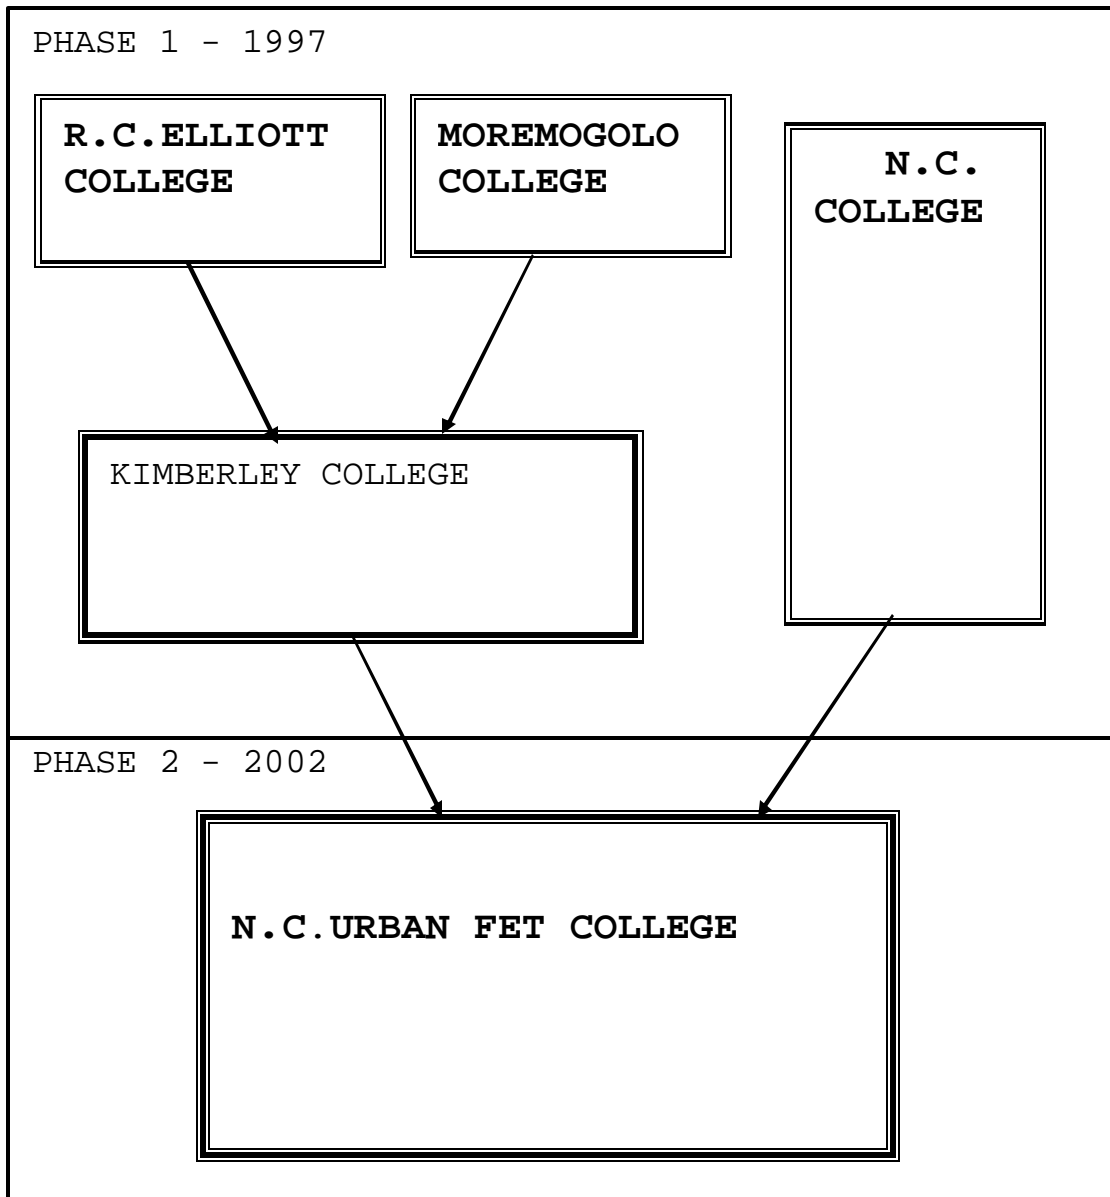 PHASE 1 - 1997
R.C.ELLIOTT
COLLEGE
MOREMOGOLO
COLLEGE
N.C.
COLLEGE
KIMBERLEY COLLEGE
PHASE 2 - 2002
N.C.URBAN FET COLLEGE